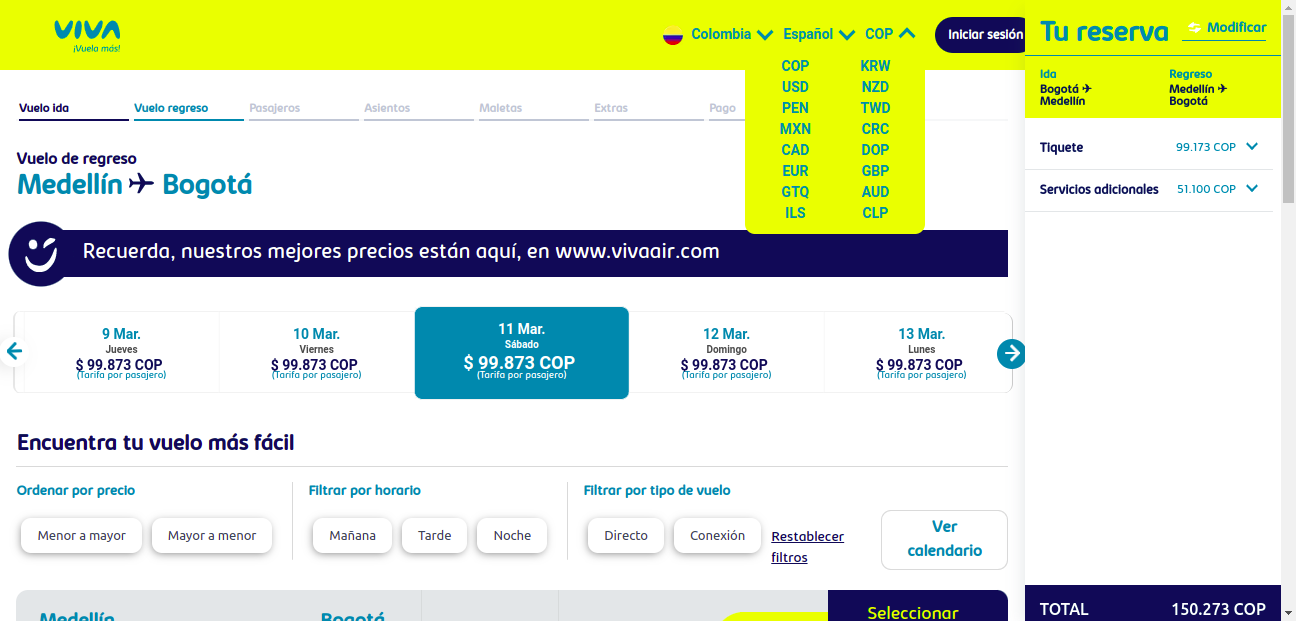 VIVA
¡Vuela más!
Colombia
Español
COP
Iniciar sesión
COP
KRW
USD
NZD
PEN
TWD
MXN
CRC
CAD
DOP
EUR
GBP
GTQ
AUD
ILS
CLP
Vuelo ida
Vuelo regreso
Pasajeros
Asientos
Maletas
Extras
Pago
Vuelo de regreso
Medellín Bogotá
Recuerda, nuestros mejores precios están aquí, en www.vivaair.com
9 Mar.
Jueves
$ 99.873 COP
(Tarifa por pasajero)
10 Mar.
Viernes
$ 99.873 COP
(Tarifa por pasajero)
11 Mar.
Sábado
$ 99.873 COP
(Tarifa por pasajero)
12 Mar.
Domingo
$ 99.873 COP
(Tarifa por pasajero)
13 Mar.
Lunes
$ 99.873 COP
(Tarifa por pasajero)
Encuentra tu vuelo más fácil
Ordenar por precio
Menor a mayor
Mayor a menor
Filtrar por horario
Mañana
Tarde
Noche
Filtrar por tipo de vuelo
Directo
Conexión
Restablecer
filtros
Ver
calendario
Medellín
Bogotá
Seleccionar
Tu reserva
Modificar
Ida
Bogotá
Medellín
Regreso
Medellín
Bogotá
Tiquete
99.173 COP
Servicios adicionales
51.100 COP
TOTAL
150.273 COP